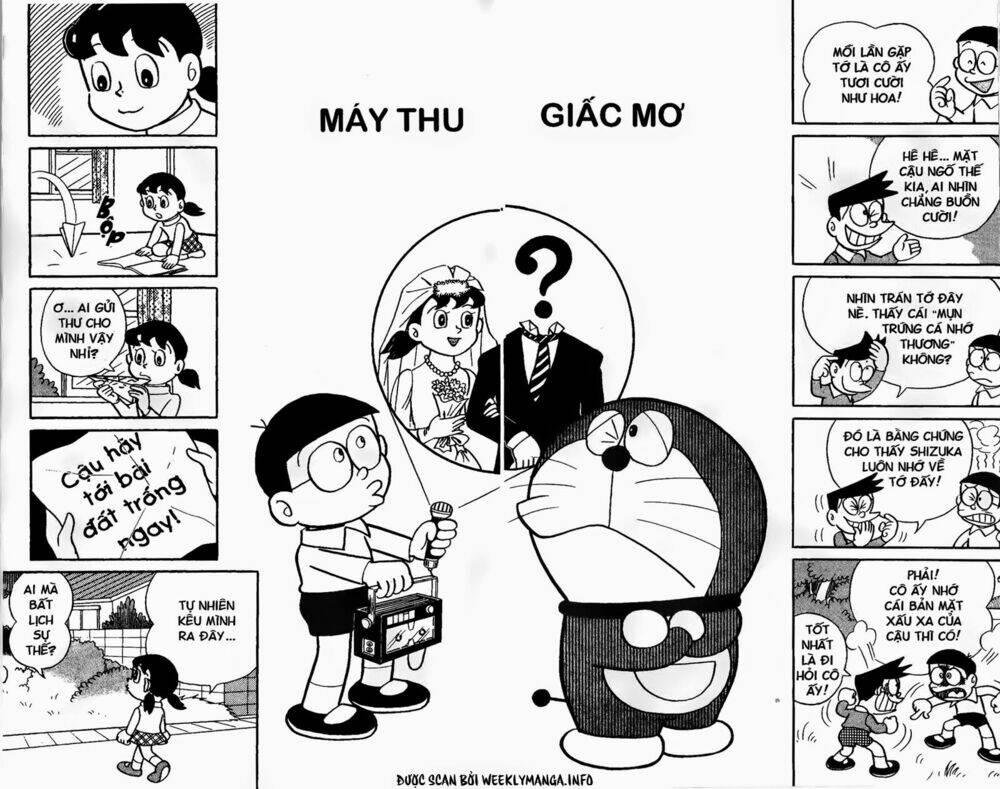 MÁY THU
GIẤC MƠ
MỖI LẦN GẶP
TỚ LÀ CÔ ẤY
TƯƠI CƯỜI
NHƯ HOA!
HÊ HÊ... MẶT
CẬU NGỐ THẾ
KIA, AI NHÌN
CHẲNG BUỒN
CƯỜI!
NHÌN TRÁN TỚ ĐÂY
NÈ. THẤY CÁI "MỤN
TRỨNG CÁ NHỚ
THƯƠNG"
KHÔNG?
ĐÓ LÀ BẰNG CHỨNG
CHO THẤY SHIZUKA
LUÔN NHỚ VỀ
TỚ ĐẤY!
PHẢI!
CÔ ẤY NHỚ
CÁI BẢN MẶT
XẤU XA CỦA
CẬU THÌ CÓ!
TỐT
NHẤT
LÀ ĐI
HỎI CÔ
ẤY!
BỘP
Ơ... AI GỬI
THƯ CHO
MÌNH VẬY
NHỈ?
Cậu hãy
tới bãi
đất trống
ngay!
TỰ NHIÊN
KÊU MÌNH
RA ĐÂY...
AI MÀ
BẤT
LỊCH
SỰ
THẾ?
ĐƯỢC SCAN BỞI WEEKLYMANGA.INFO